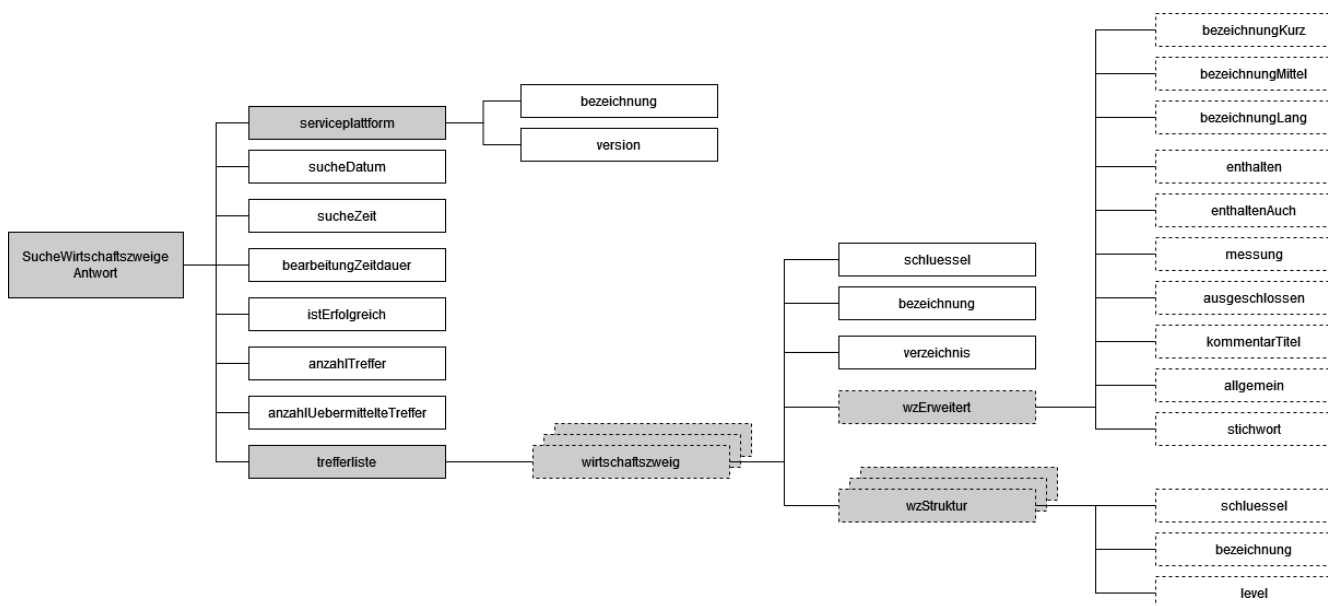 SucheWirtschaftszweige
Antwort
serviceplattform
bezeichnung
version
sucheDatum
sucheZeit
bearbeitungZeitdauer
istErfolgreich
anzahlTreffer
anzahlUebermittelteTreffer
trefferliste
wirtschaftszweig
schluessel
bezeichnung
verzeichnis
wzErweitert
bezeichnungKurz
bezeichnungMittel
bezeichnungLang
enthalten
enthaltenAuch
messung
ausgeschlossen
kommentarTitel
allgemein
stichwort
wzStruktur
schluessel
bezeichnung
level